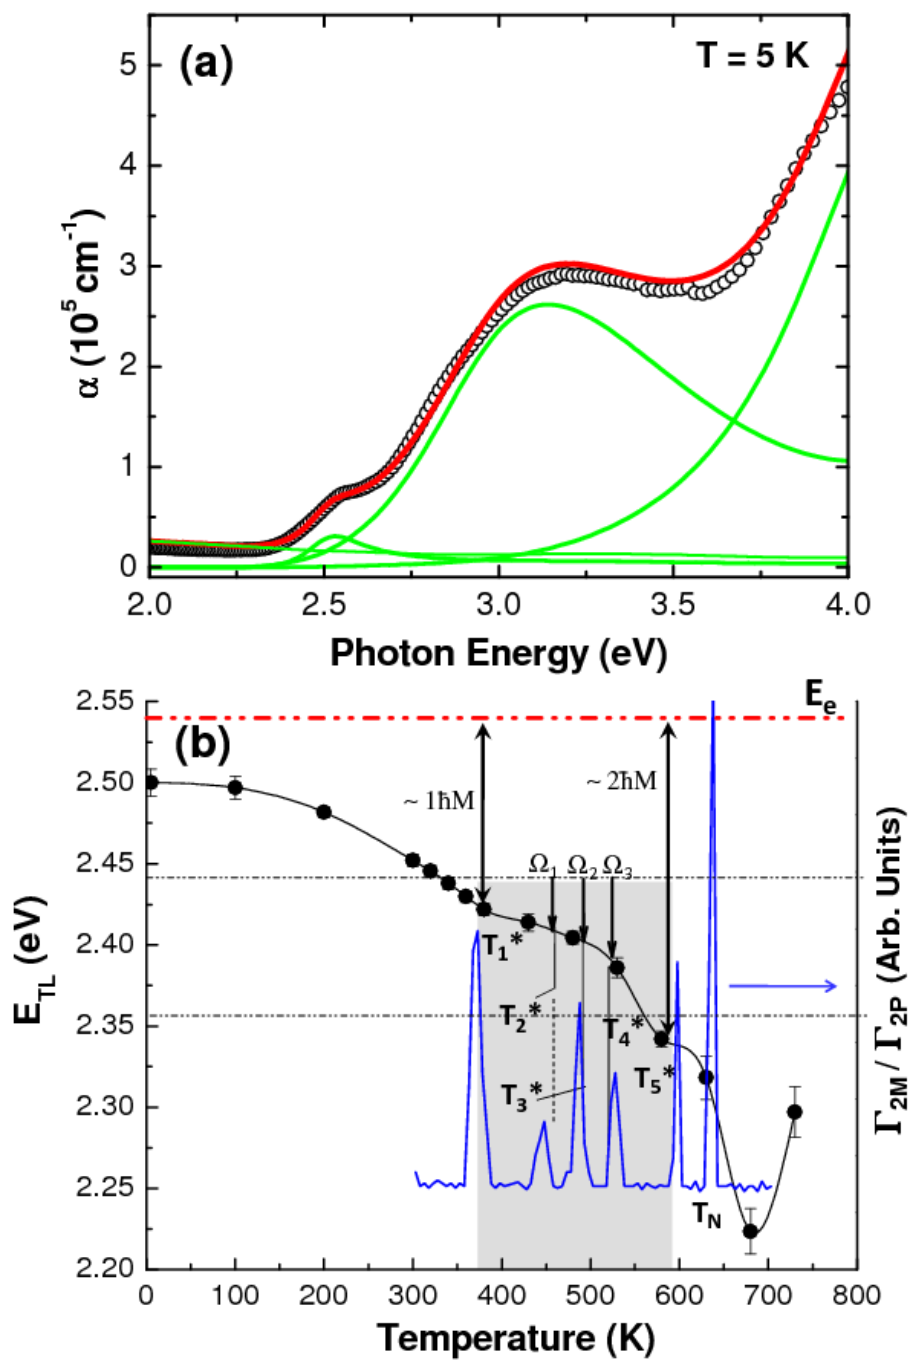 (a)
T = 5 K
5
4
3
2
1
0
α (10⁵ cm⁻¹)
2.0 2.5 3.0 3.5 4.0
Photon Energy (eV)
2.55
2.50
2.45
2.40
2.35
2.30
2.25
2.20
E_TL (eV)
(b)
E_e
~ 1ħM
~ 2ħM
Ω₁ Ω₂ Ω₃
T₁*
T₂*
T₃*
T₄*
T₅*
T_N
Γ₂M / Γ₂P (Arb. Units)
0 100 200 300 400 500 600 700 800
Temperature (K)